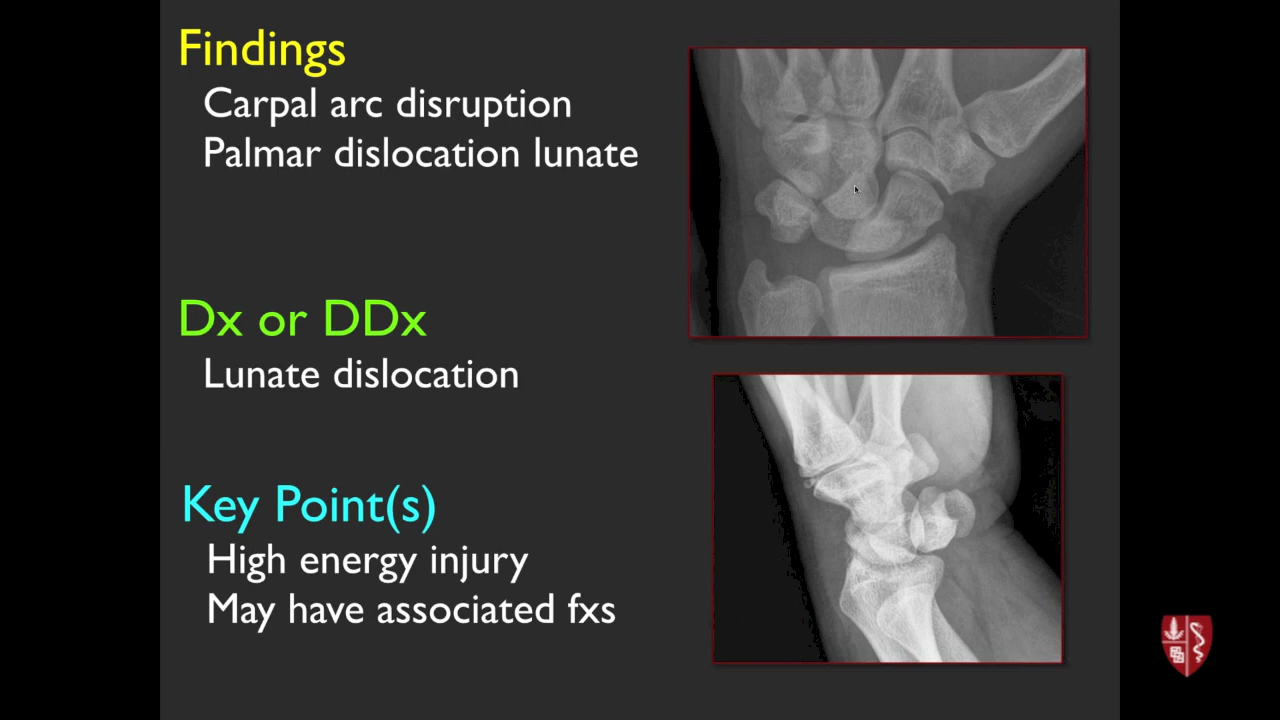 Findings
Carpal arc disruption
Palmar dislocation lunate
Dx or DDx
Lunate dislocation
Key Point(s)
High energy injury
May have associated fxs